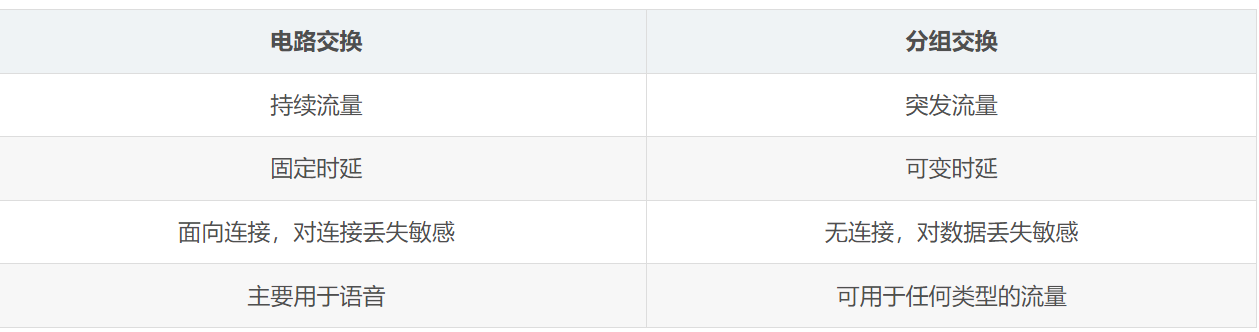 电路交换 分组交换
持续流量 突发流量
固定时延 可变时延
面向连接，对连接丢失敏感 无连接，对数据丢失敏感
主要用于语音 可用于任何类型的流量